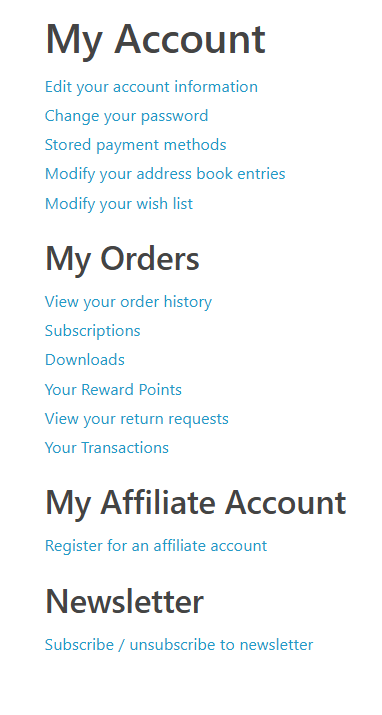 My Account
Edit your account information
Change your password
Stored payment methods
Modify your address book entries
Modify your wish list
My Orders
View your order history
Subscriptions
Downloads
Your Reward Points
View your return requests
Your Transactions
My Affiliate Account
Register for an affiliate account
Newsletter
Subscribe / unsubscribe to newsletter